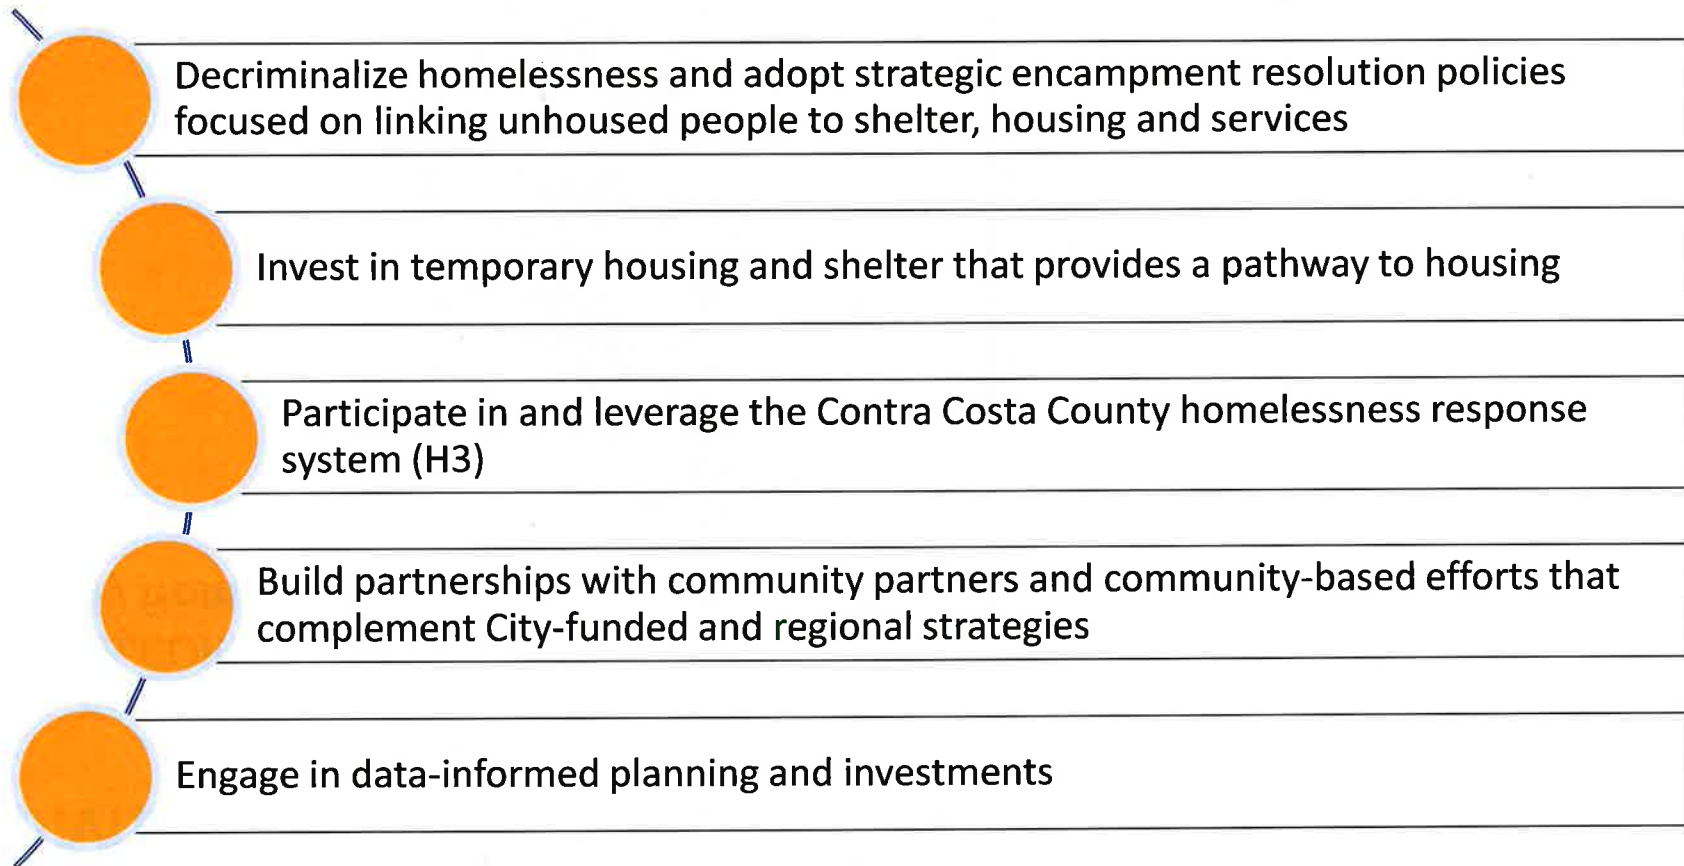 Decriminalize homelessness and adopt strategic encampment resolution policies
focused on linking unhoused people to shelter, housing and services
Invest in temporary housing and shelter that provides a pathway to housing
Participate in and leverage the Contra Costa County homelessness response
system (H3)
Build partnerships with community partners and community-based efforts that
complement City-funded and regional strategies
Engage in data-informed planning and investments